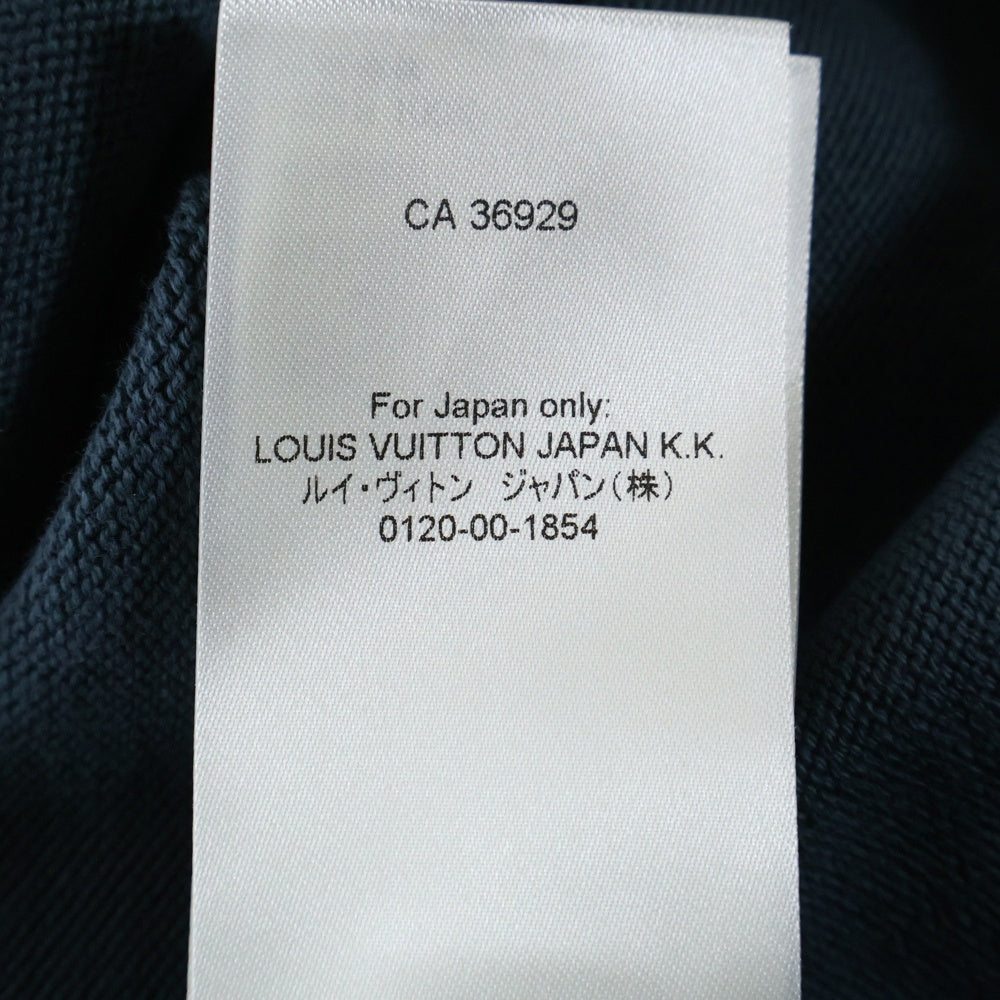 CA 36929
For Japan only:
LOUIS VUITTON JAPAN K.K.
ルイ・ヴィトン ジャパン(株)
0120-00-1854